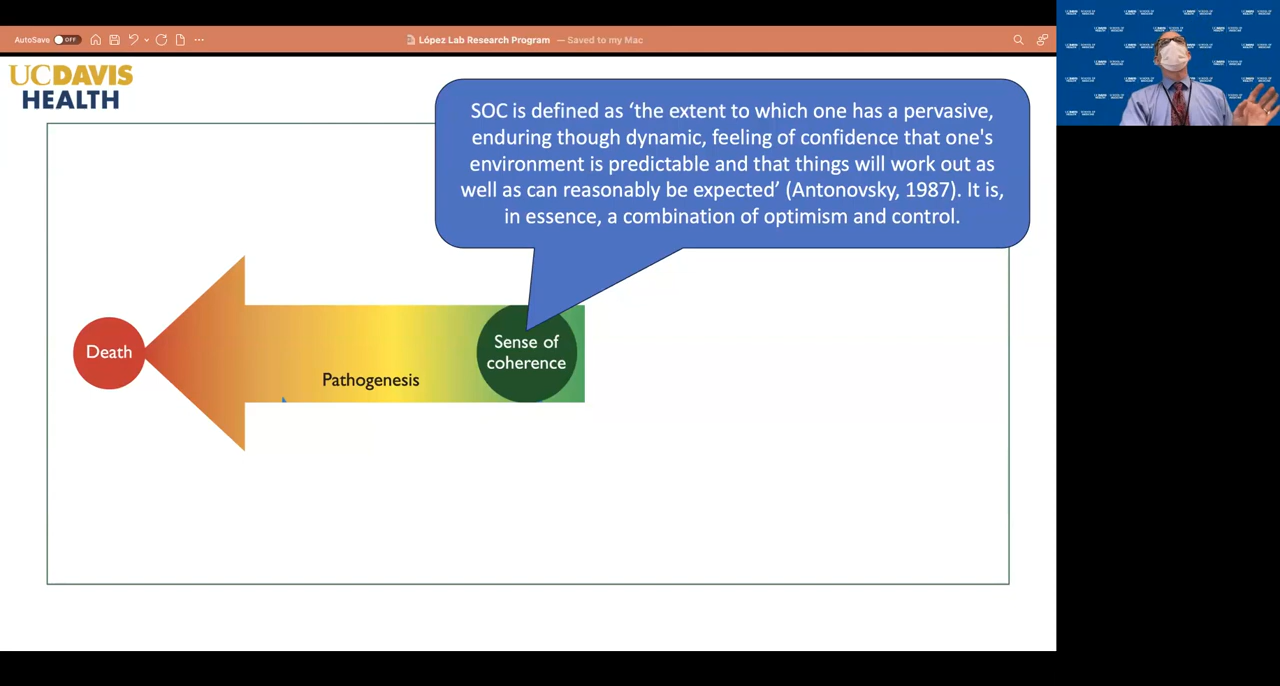 AutoSave OFF
López Lab Research Program — Saved to my Mac
UCDAVIS
HEALTH
SOC is defined as ‘the extent to which one has a pervasive,
enduring though dynamic, feeling of confidence that one's
environment is predictable and that things will work out as
well as can reasonably be expected’ (Antonovsky, 1987). It is,
in essence, a combination of optimism and control.
Death
Pathogenesis
Sense of
coherence